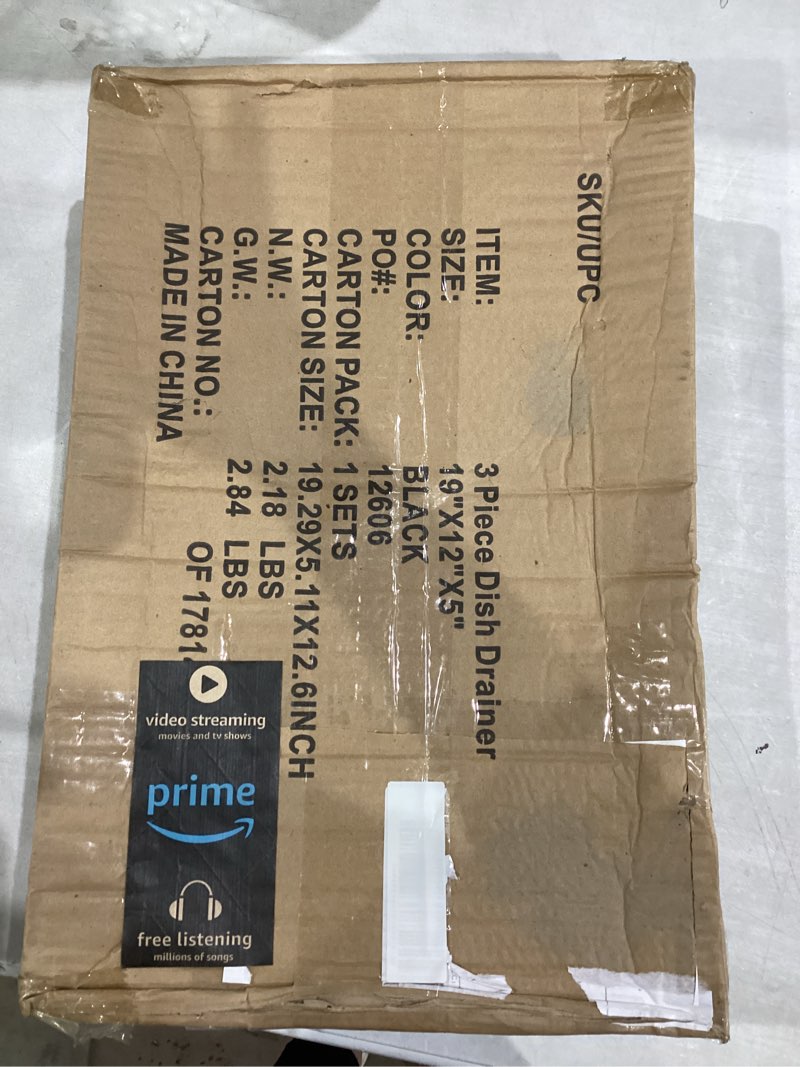 SKU/UPC
ITEM: 3 Piece Dish Drainer
SIZE: 19"X12"X5"
COLOR: BLACK
PO#: 12606
CARTON PACK: 1 SETS
CARTON SIZE: 19.29X5.11X12.6INCH
N.W.: 2.18 LBS
G.W.: 2.84 LBS
CARTON NO.: OF 1781
MADE IN CHINA
video streaming
movies and tv shows
prime
free listening
millions of songs